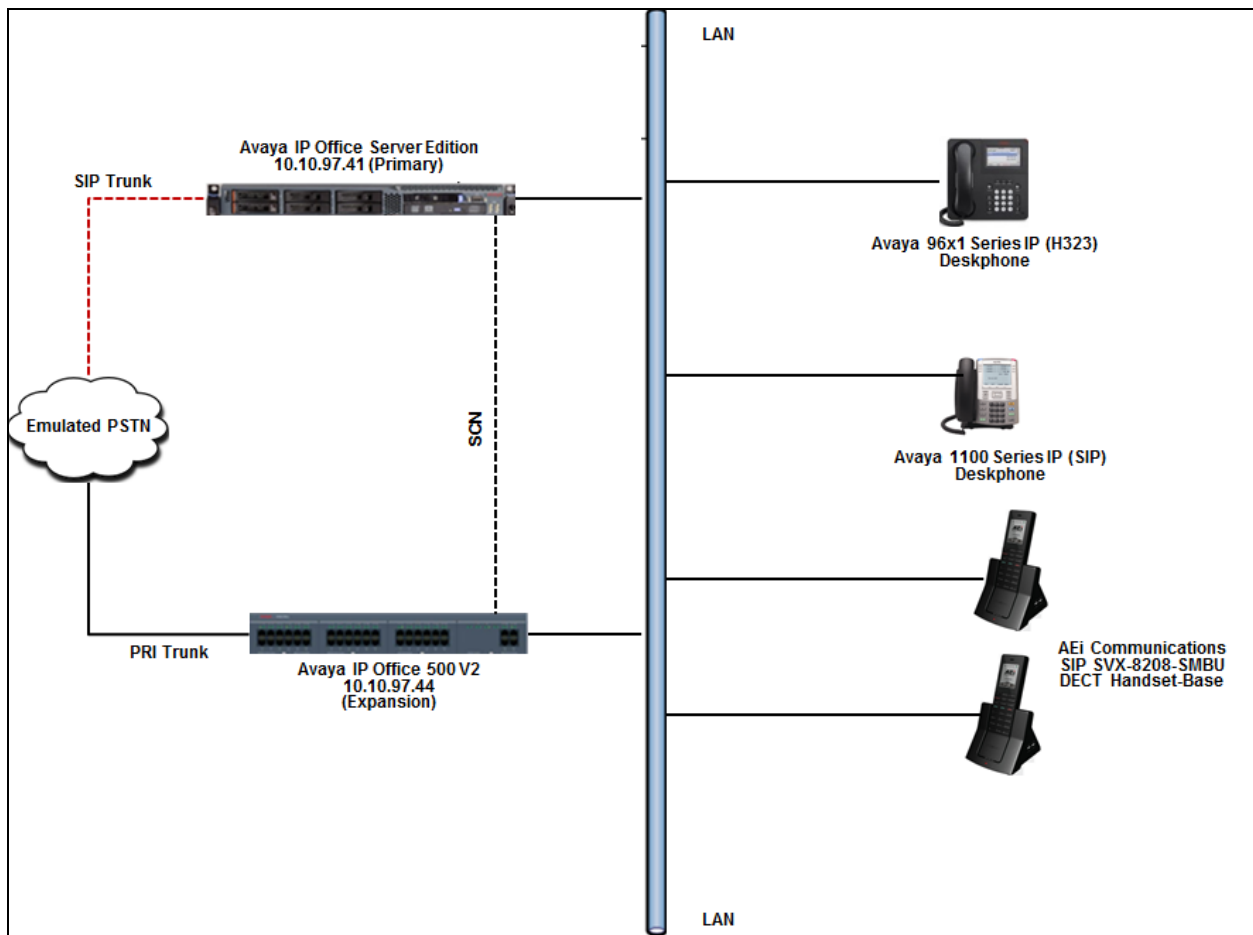 LAN
Avaya IP Office Server Edition
10.10.97.41 (Primary)
SIP Trunk
Avaya 96x1 Series IP (H323)
Deskphone
Emulated PSTN
SCN
Avaya 1100 Series IP (SIP)
Deskphone
PRI Trunk
Avaya IP Office 500 V2
10.10.97.44
(Expansion)
AEi Communications
SIP SVX-8208-SMBU
DECT Handset-Base
LAN